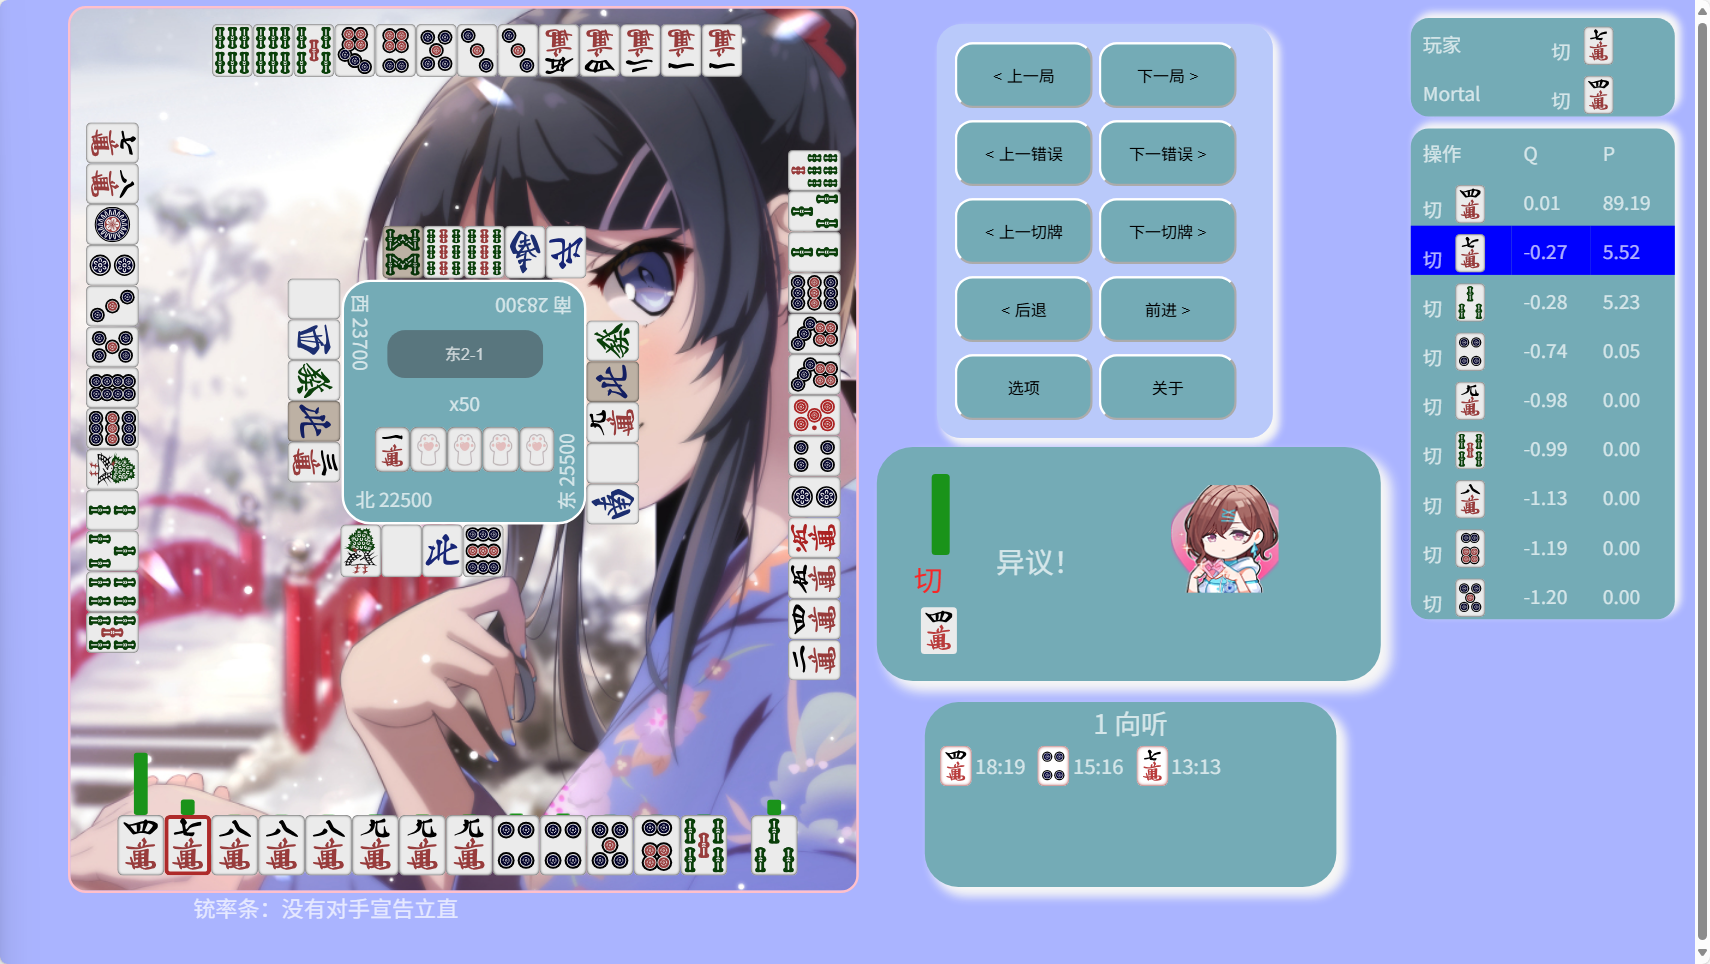 西 23700
南 28300
东2-1
x50
北 22500
东 25500
铳率条：没有对手宣告立直
< 上一局
下一局 >
< 上一错误
下一错误 >
< 上一切牌
下一切牌 >
< 后退
前进 >
选项
关于
切
异议！
1 向听
18:19 15:16 13:13
玩家 切
Mortal 切
操作 Q P
切 0.01 89.19
切 -0.27 5.52
切 -0.28 5.23
切 -0.74 0.05
切 -0.98 0.00
切 -0.99 0.00
切 -1.13 0.00
切 -1.19 0.00
切 -1.20 0.00